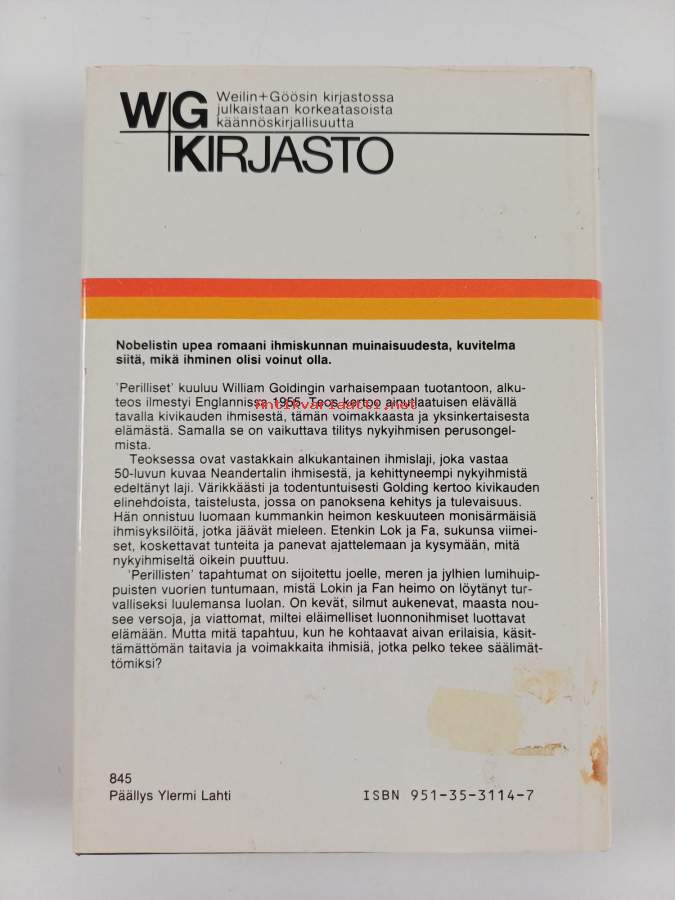 WG
KIRJASTO
Weilin+Göösin kirjastossa
julkaistaan korkeatasoista
käännöskirjallisuutta
Nobelistin upea romaani ihmiskunnan muinaisuudesta, kuvitelma
siitä, mikä ihminen olisi voinut olla.
'Perilliset' kuuluu William Goldingin varhaisempaan tuotantoon, alku-
teos ilmestyi Englannissa 1955. Teos kertoo ainutlaatuisen elävällä
antikvariaatti.net
tavalla kivikauden ihmisestä, tämän voimakkaasta ja yksinkertaisesta
elämästä. Samalla se on vaikuttava tilitys nykyihmisen perusongel-
mista.
Teoksessa ovat vastakkain alkukantainen ihmislaji, joka vastaa
50-luvun kuvaa Neandertalin ihmisestä, ja kehittyneempi nykyihmistä
edeltänyt laji. Värikkäästi ja todentuntuisesti Golding kertoo kivikauden
elinehdoista, taistelusta, jossa on panoksena kehitys ja tulevaisuus.
Hän onnistuu luomaan kummankin heimon keskuuteen monisärmäisiä
ihmisyksilöitä, jotka jäävät mieleen. Etenkin Lok ja Fa, sukunsa viimei-
set, koskettavat tunteita ja panevat ajattelemaan ja kysymään, mitä
nykyihmiseltä oikein puuttuu.
'Perillisten' tapahtumat on sijoitettu joelle, meren ja jylhien lumihuip-
puisten vuorien tuntumaan, mistä Lokin ja Fan heimo on löytänyt tur-
valliseksi luulemansa luolan. On kevät, silmut aukenevat, maasta nou-
see versoja, ja viattomat, miltei eläimelliset luonnonihmiset luottavat
elämään. Mutta mitä tapahtuu, kun he kohtaavat aivan erilaisia, käsit-
tämättömän taitavia ja voimakkaita ihmisiä, jotka pelko tekee säälimät-
tömiksi?
845
Päällys Ylermi Lahti
ISBN 951-35-3114-7